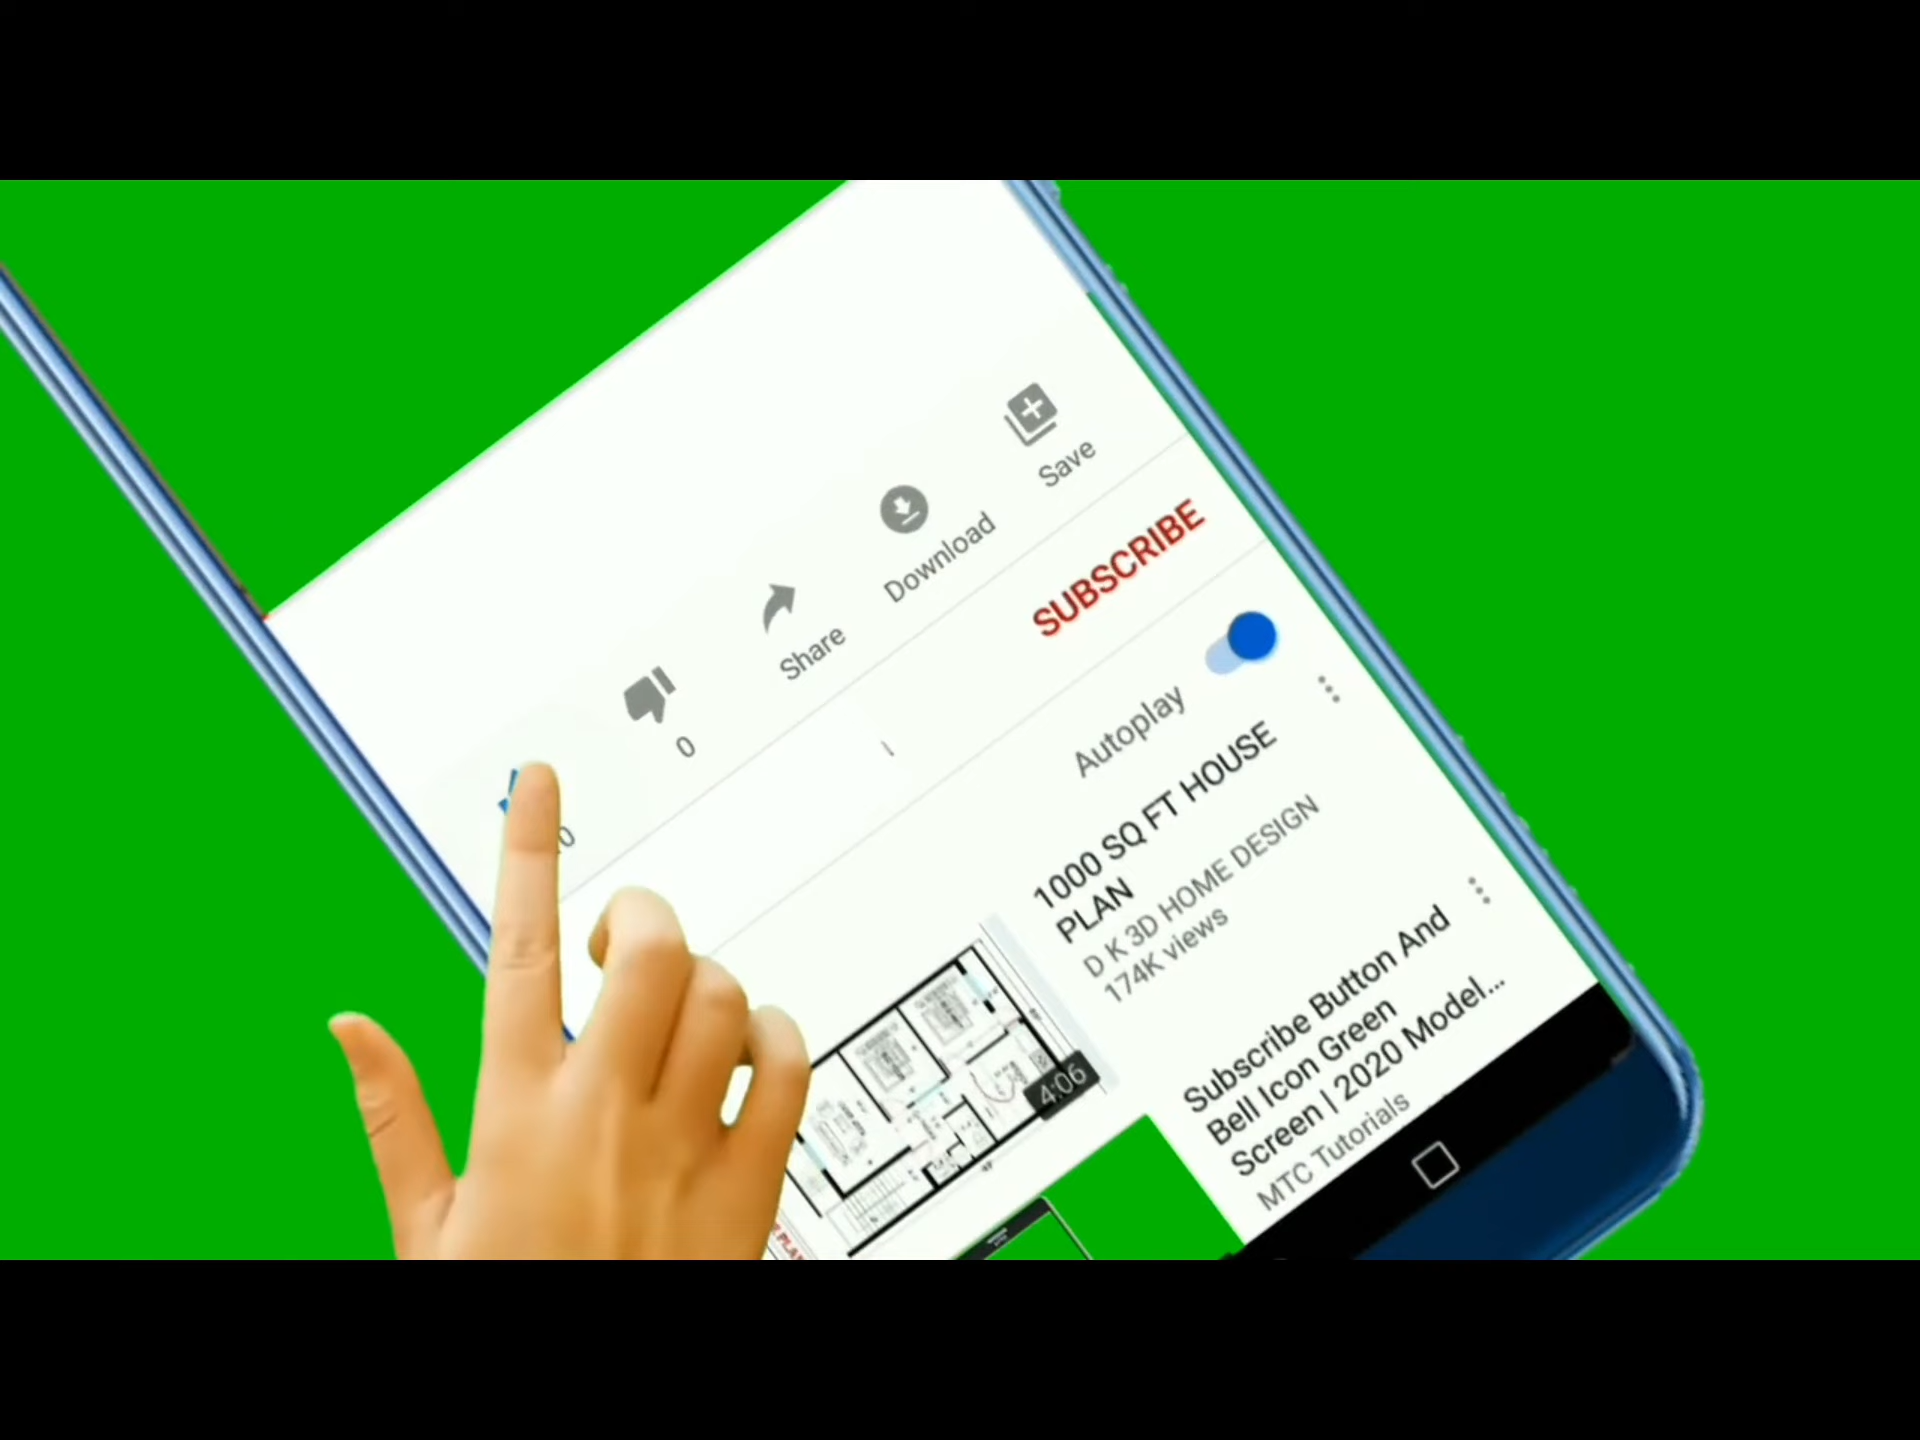 Save
Download
Share
0
0
SUBSCRIBE
Autoplay
1000 SQ FT HOUSE
PLAN
D K 3D HOME DESIGN
174K views
4:06
Subscribe Button And
Bell Icon Green
Screen | 2020 Model...
MTC Tutorials